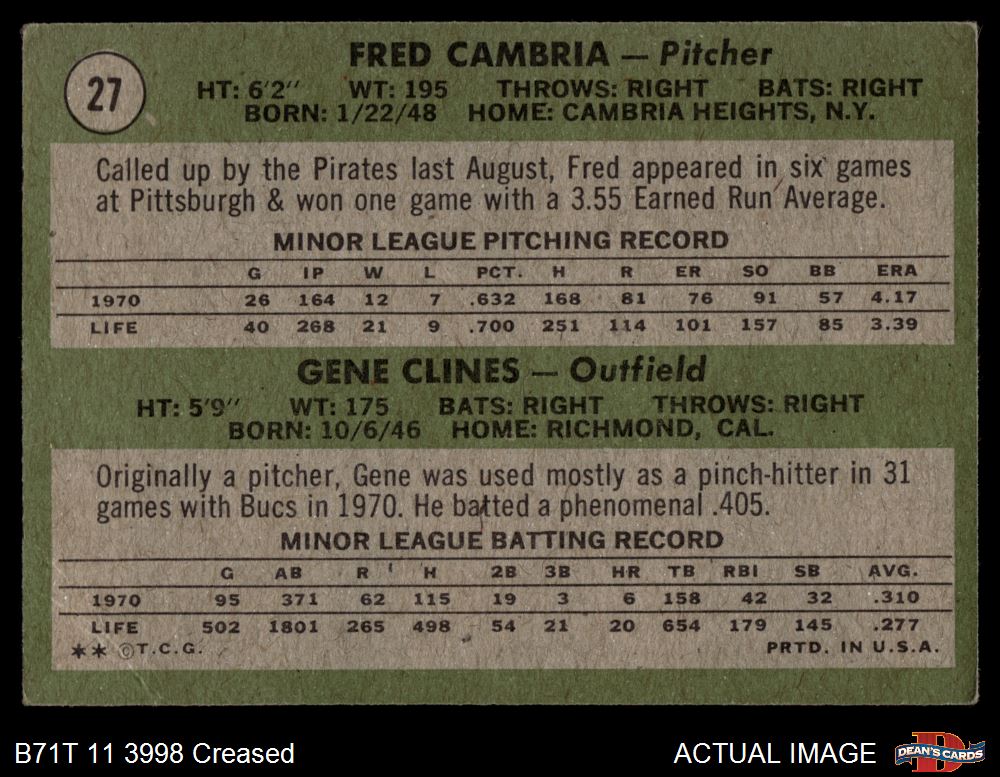 27
FRED CAMBRIA — Pitcher
HT: 6'2" WT: 195 THROWS: RIGHT BATS: RIGHT
BORN: 1/22/48 HOME: CAMBRIA HEIGHTS, N.Y.
Called up by the Pirates last August, Fred appeared in six games
at Pittsburgh & won one game with a 3.55 Earned Run Average.
MINOR LEAGUE PITCHING RECORD
G IP W L PCT. H R ER SO BB ERA
1970 26 164 12 7 .632 168 81 76 91 57 4.17
LIFE 40 268 21 9 .700 251 114 101 157 85 3.39
GENE CLINES — Outfield
HT: 5'9" WT: 175 BATS: RIGHT THROWS: RIGHT
BORN: 10/6/46 HOME: RICHMOND, CAL.
Originally a pitcher, Gene was used mostly as a pinch-hitter in 31
games with Bucs in 1970. He batted a phenomenal .405.
MINOR LEAGUE BATTING RECORD
G AB R H 2B 3B HR TB RBI SB AVG.
1970 95 371 62 115 19 3 6 158 42 32 .310
LIFE 502 1801 265 498 54 21 20 654 179 145 .277
** ©T.C.G. PRTD. IN U.S.A.
B71T 11 3998 Creased ACTUAL IMAGE DEAN'S CARDS